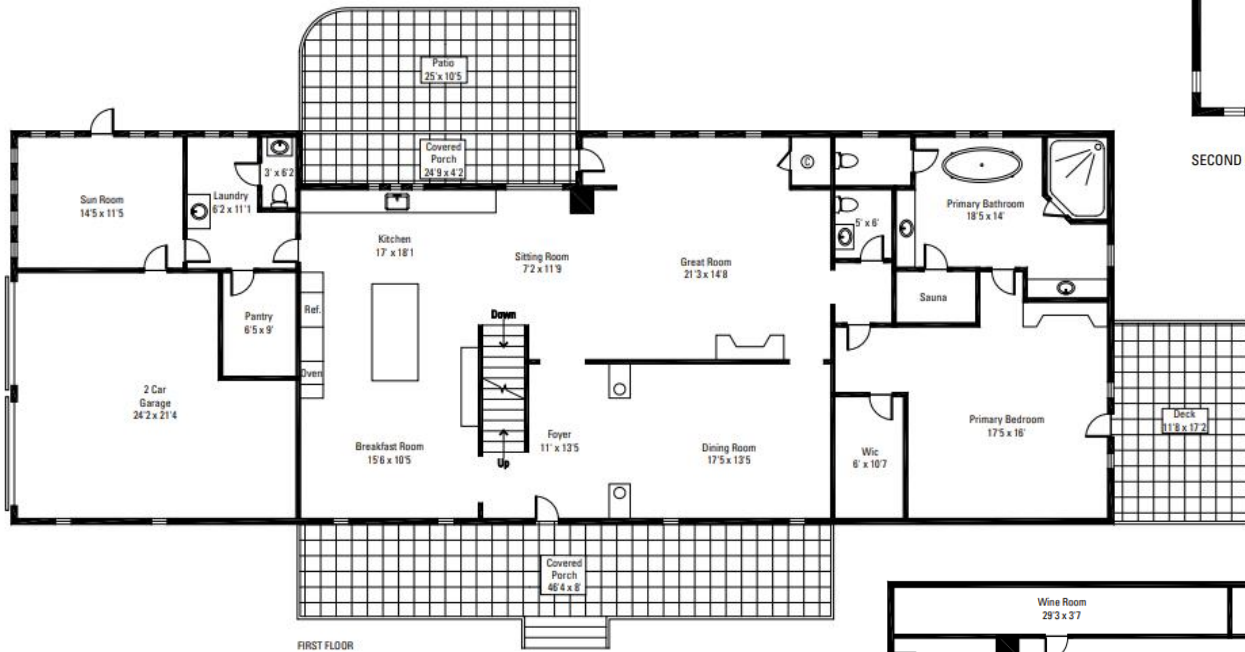 Patio
25' x 10'5
SECOND
Covered
Porch
24'9 x 4'2
3' x 6'2
Sun Room
14'5 x 11'5
Laundry
6'2 x 11'1
C
Primary Bathroom
18'5 x 14'
5' x 6'
Kitchen
17' x 18'1
Sitting Room
7'2 x 11'9
Great Room
21'3 x 14'8
Sauna
Ref.
Pantry
6'5 x 9'
Down
Oven
2 Car
Garage
24'2 x 21'4
Breakfast Room
15'6 x 10'5
Up
Foyer
11' x 13'5
Dining Room
17'5 x 13'5
Wic
6' x 10'7
Primary Bedroom
17'5 x 16'
Deck
11'8 x 17'2
Covered
Porch
46'4 x 8'
FIRST FLOOR
Wine Room
29'3 x 3'7